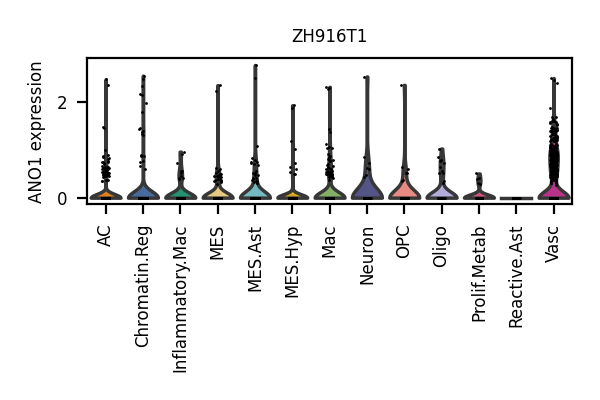 ZH916T1
ANO1 expression
2
0
AC
Chromatin.Reg
Inflammatory.Mac
MES
MES.Ast
MES.Hyp
Mac
Neuron
OPC
Oligo
Prolif.Metab
Reactive.Ast
Vasc